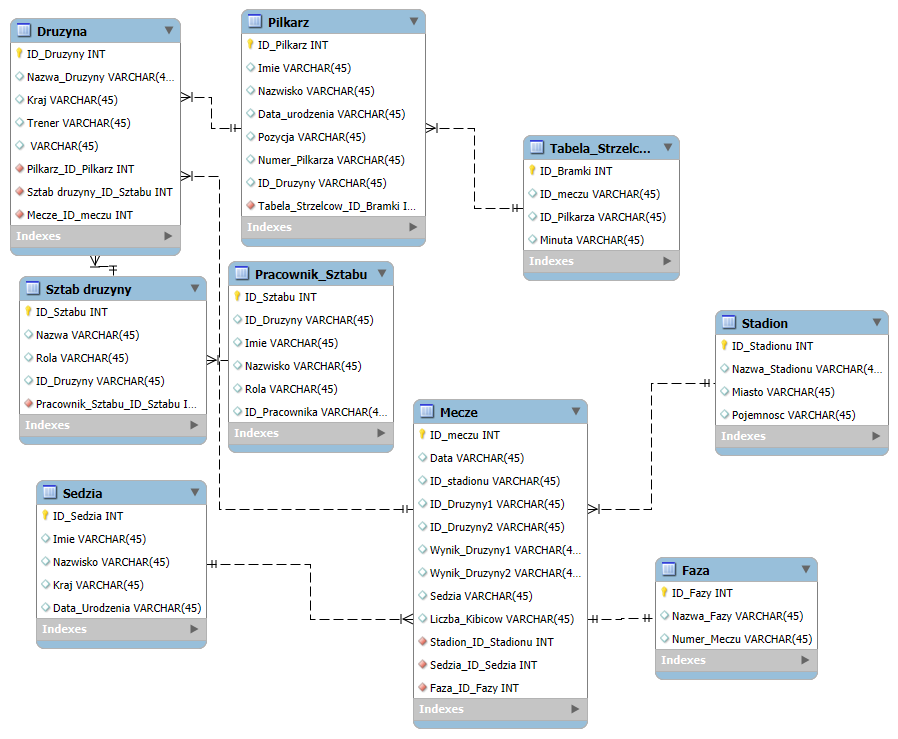 Druzyna
ID_Druzyny INT
Nazwa_Druzyny VARCHAR(4...
Kraj VARCHAR(45)
Trener VARCHAR(45)
VARCHAR(45)
Pilkarz_ID_Pilkarz INT
Sztab druzyny_ID_Sztabu INT
Mecze_ID_meczu INT
Indexes
Pilkarz
ID_Pilkarz INT
Imie VARCHAR(45)
Nazwisko VARCHAR(45)
Data_urodzenia VARCHAR(45)
Pozycja VARCHAR(45)
Numer_Pilkarza VARCHAR(45)
ID_Druzyny VARCHAR(45)
Tabela_Strzelcow_ID_Bramki I...
Indexes
Tabela_Strzelc...
ID_Bramki INT
ID_meczu VARCHAR(45)
ID_Pilkarza VARCHAR(45)
Minuta VARCHAR(45)
Indexes
Sztab druzyny
ID_Sztabu INT
Nazwa VARCHAR(45)
Rola VARCHAR(45)
ID_Druzyny VARCHAR(45)
Pracownik_Sztabu_ID_Sztabu I...
Indexes
Pracownik_Sztabu
ID_Sztabu INT
ID_Druzyny VARCHAR(45)
Imie VARCHAR(45)
Nazwisko VARCHAR(45)
Rola VARCHAR(45)
ID_Pracownika VARCHAR(4...
Indexes
Stadion
ID_Stadionu INT
Nazwa_Stadionu VARCHAR(4...
Miasto VARCHAR(45)
Pojemnosc VARCHAR(45)
Indexes
Mecze
ID_meczu INT
Data VARCHAR(45)
ID_stadionu VARCHAR(45)
ID_Druzyny1 VARCHAR(45)
ID_Druzyny2 VARCHAR(45)
Wynik_Druzyny1 VARCHAR(4...
Wynik_Druzyny2 VARCHAR(4...
Sedzia VARCHAR(45)
Liczba_Kibicow VARCHAR(45)
Stadion_ID_Stadionu INT
Sedzia_ID_Sedzia INT
Faza_ID_Fazy INT
Indexes
Sedzia
ID_Sedzia INT
Imie VARCHAR(45)
Nazwisko VARCHAR(45)
Kraj VARCHAR(45)
Data_Urodzenia VARCHAR(45)
Indexes
Faza
ID_Fazy INT
Nazwa_Fazy VARCHAR(45)
Numer_Meczu VARCHAR(45)
Indexes